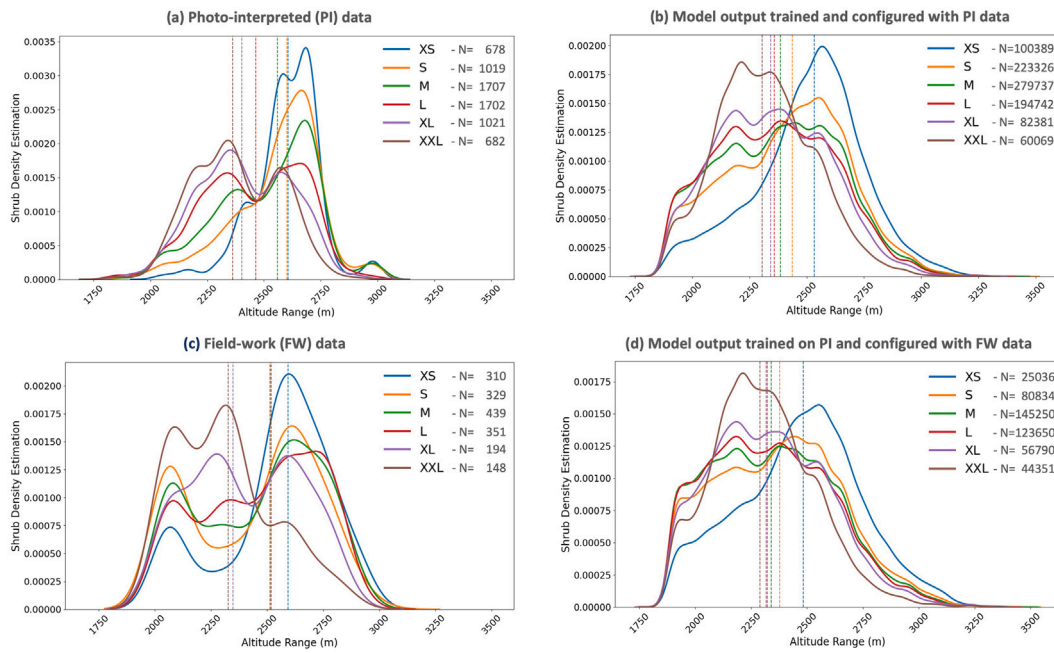 (a) Photo-interpreted (PI) data
Shrub Density Estimation
0.0035
0.0030
0.0025
0.0020
0.0015
0.0010
0.0005
0.0000
XS - N= 678
S - N= 1019
M - N= 1707
L - N= 1702
XL - N= 1021
XXL - N= 682
1750 2000 2250 2500 2750 3000 3250 3500
Altitude Range (m)
(b) Model output trained and configured with PI data
Shrub Density Estimation
0.00200
0.00175
0.00150
0.00125
0.00100
0.00075
0.00050
0.00025
0.00000
XS - N=100389
S - N=223326
M - N=279737
L - N=194742
XL - N= 82381
XXL - N= 60069
1750 2000 2250 2500 2750 3000 3250 3500
Altitude Range (m)
(c) Field-work (FW) data
Shrub Density Estimation
0.00200
0.00175
0.00150
0.00125
0.00100
0.00075
0.00050
0.00025
0.00000
XS - N= 310
S - N= 329
M - N= 439
L - N= 351
XL - N= 194
XXL - N= 148
1750 2000 2250 2500 2750 3000 3250 3500
Altitude Range (m)
(d) Model output trained on PI and configured with FW data
Shrub Density Estimation
0.00175
0.00150
0.00125
0.00100
0.00075
0.00050
0.00025
0.00000
XS - N= 25036
S - N= 80834
M - N=145250
L - N=123650
XL - N= 56790
XXL - N= 44351
1750 2000 2250 2500 2750 3000 3250 3500
Altitude Range (m)